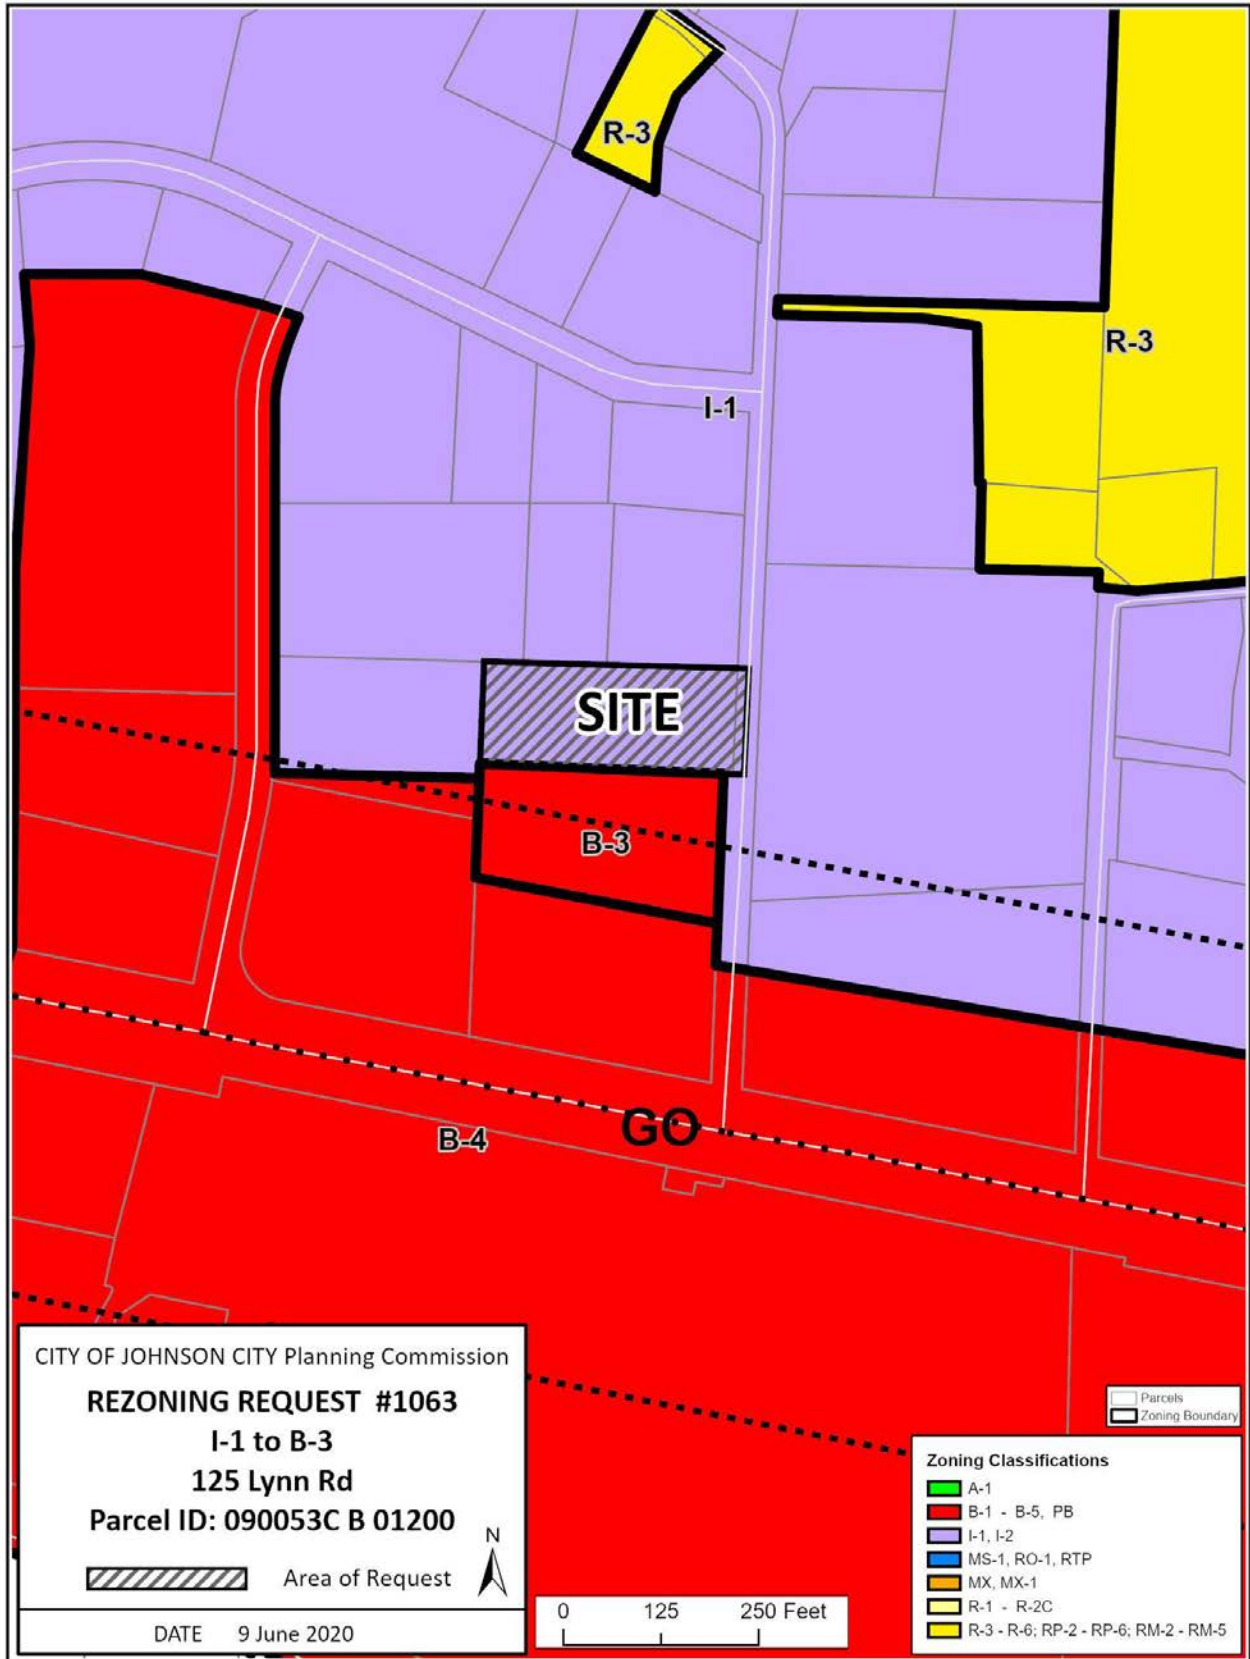 R-3
R-3
I-1
SITE
B-3
GO
B-4
CITY OF JOHNSON CITY Planning Commission
REZONING REQUEST #1063
I-1 to B-3
125 Lynn Rd
Parcel ID: 090053C B 01200
N
Area of Request
DATE 9 June 2020
0 125 250 Feet
Parcels
Zoning Boundary
Zoning Classifications
A-1
B-1 - B-5, PB
I-1, I-2
MS-1, RO-1, RTP
MX, MX-1
R-1 - R-2C
R-3 - R-6; RP-2 - RP-6; RM-2 - RM-5